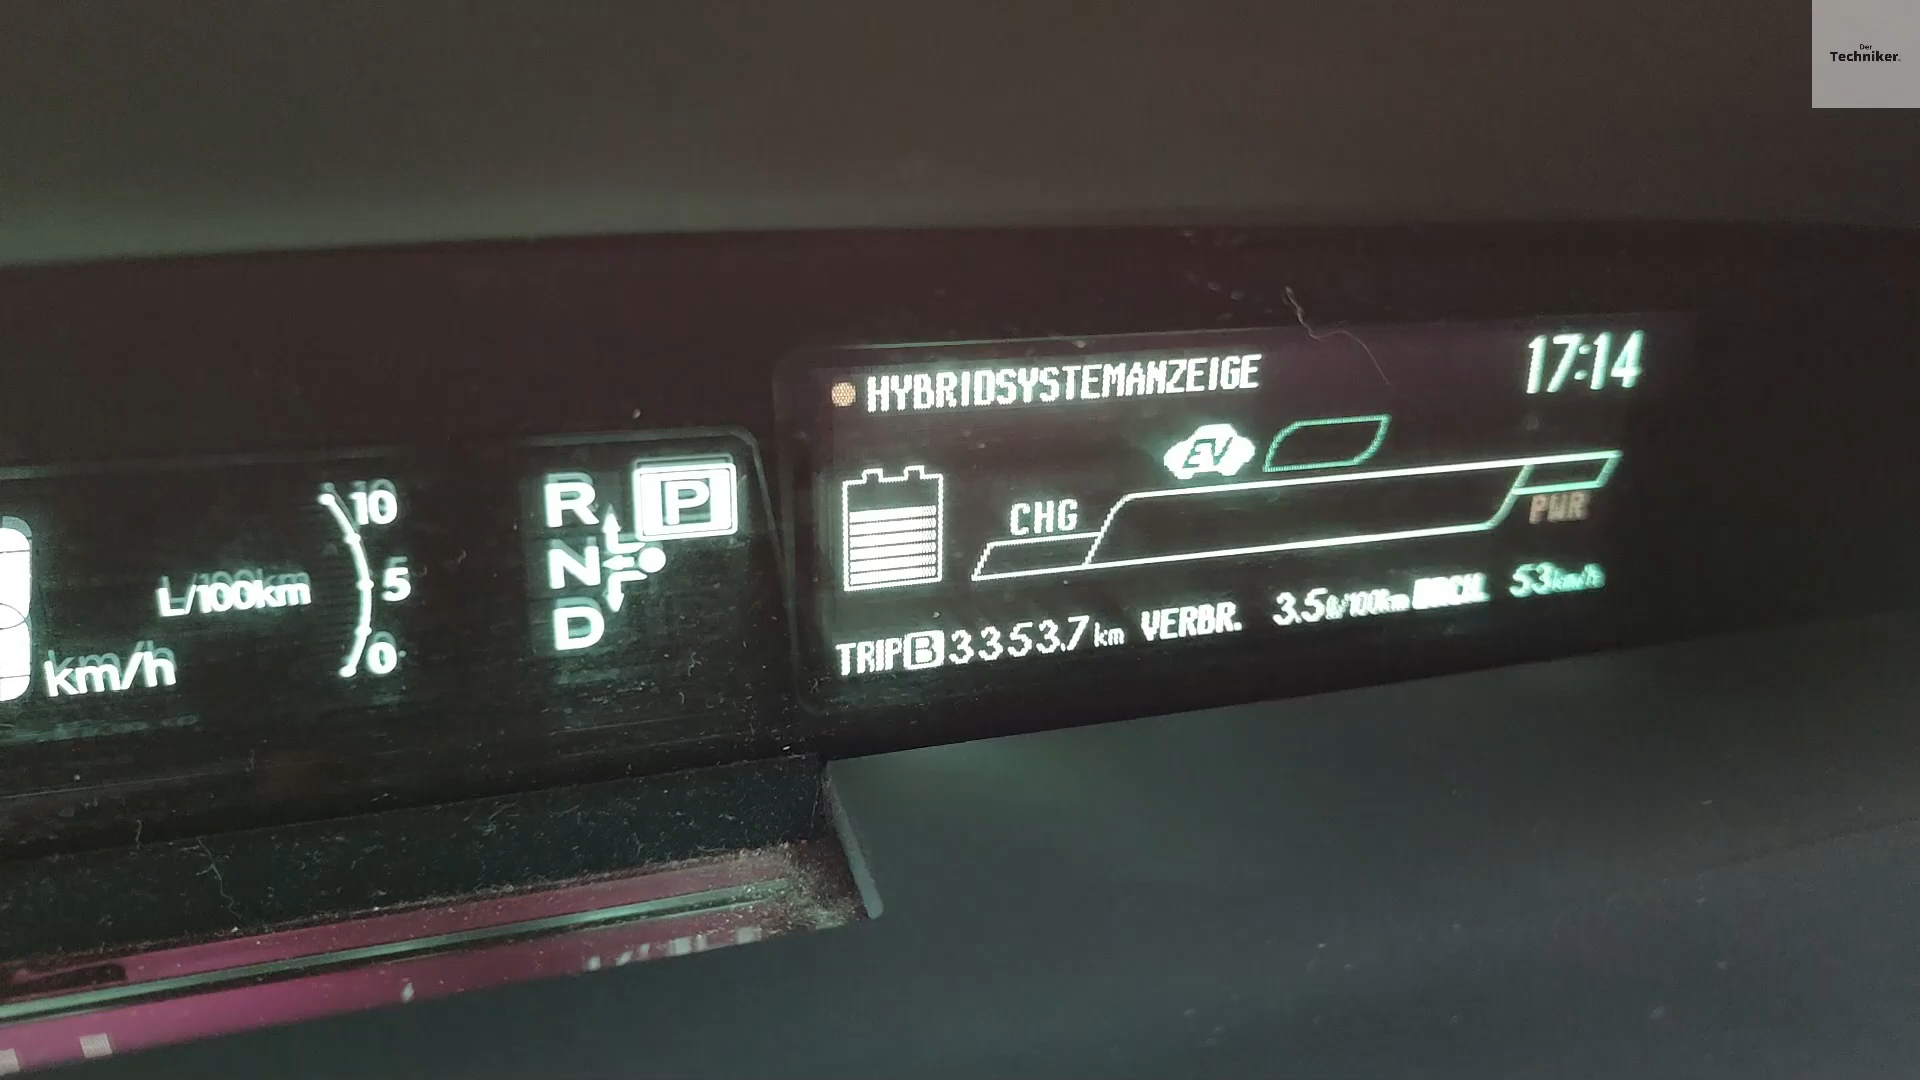 Der
Techniker
HYBRIDSYSTEMANZEIGE
17:14
EV
CHG
PWR
TRIP B 3353.7 km VERBR. 3.5 L/100km DRCH. 53 km/h
10
5
0
L/100km
km/h
R
P
N
D